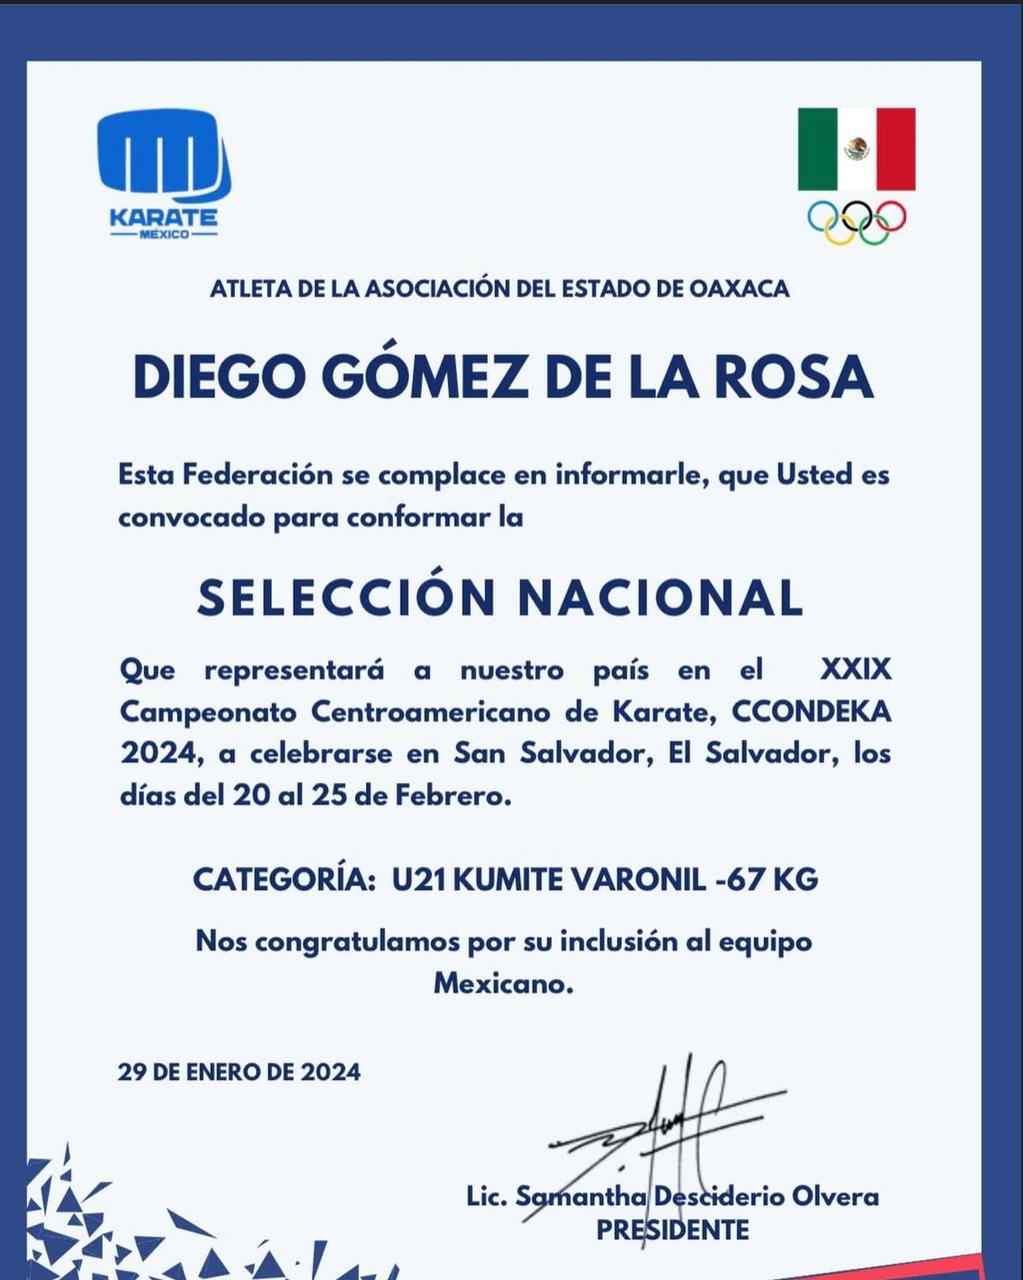 KARATE
MÉXICO
ATLETA DE LA ASOCIACIÓN DEL ESTADO DE OAXACA
DIEGO GÓMEZ DE LA ROSA
Esta Federación se complace en informarle, que Usted es
convocado para conformar la
SELECCIÓN NACIONAL
Que representará a nuestro país en el XXIX
Campeonato Centroamericano de Karate, CCONDEKA
2024, a celebrarse en San Salvador, El Salvador, los
días del 20 al 25 de Febrero.
CATEGORÍA: U21 KUMITE VARONIL -67 KG
Nos congratulamos por su inclusión al equipo
Mexicano.
29 DE ENERO DE 2024
Lic. Samantha Desciderio Olvera
PRESIDENTE